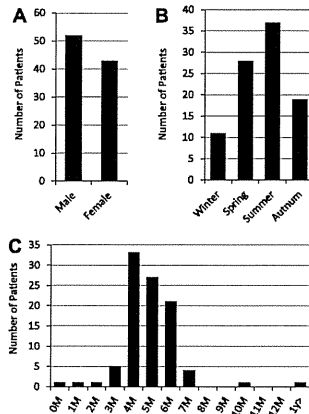 A
Number of Patients
60
50
40
30
20
10
0
Male
Female
B
Number of Patients
40
35
30
25
20
15
10
5
0
Winter
Spring
Summer
Autnum
C
Number of Patients
35
30
25
20
15
10
5
0
0M
1M
2M
3M
4M
5M
6M
7M
8M
9M
10M
11M
12M
1y>